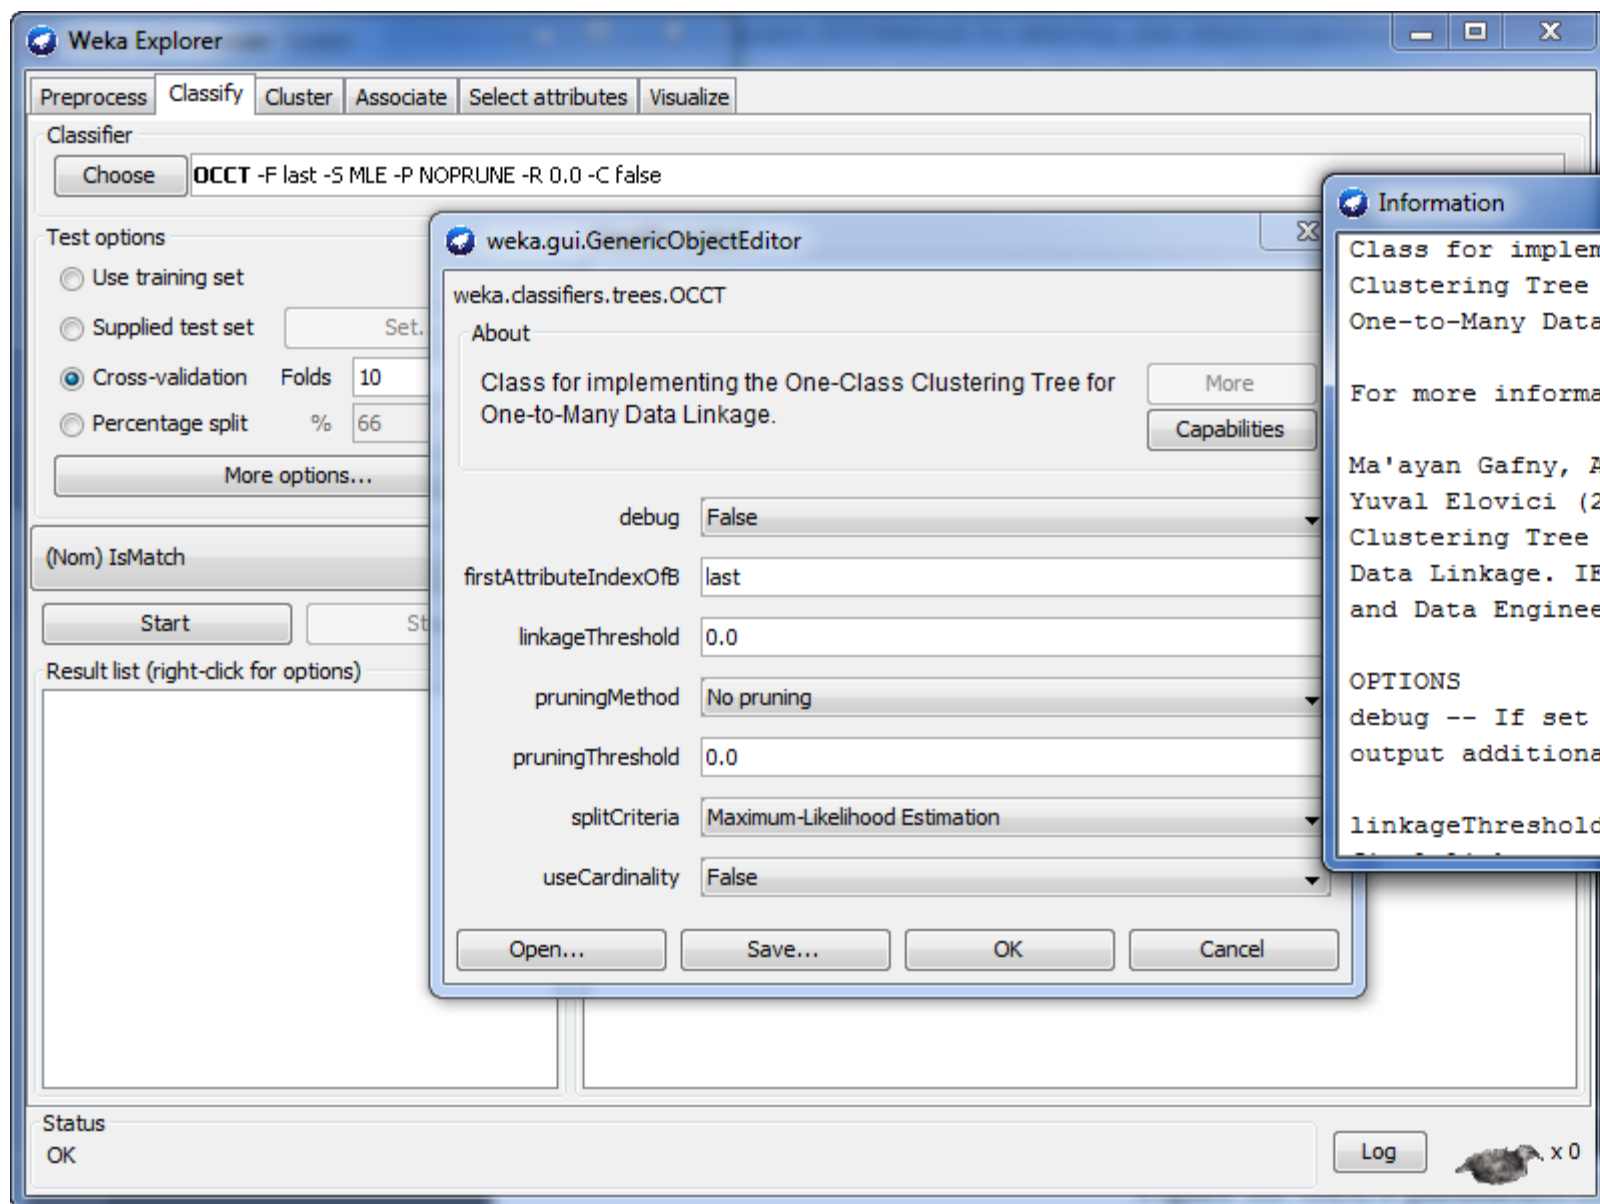 Weka Explorer
Preprocess Classify Cluster Associate Select attributes Visualize
Classifier
Choose OCCT -F last -S MLE -P NOPRUNE -R 0.0 -C false
Test options
Use training set
Supplied test set Set.
Cross-validation Folds 10
Percentage split % 66
More options...
(Nom) IsMatch
Start St
Result list (right-click for options)
weka.gui.GenericObjectEditor
weka.classifiers.trees.OCCT
About
Class for implementing the One-Class Clustering Tree for
One-to-Many Data Linkage.
More
Capabilities
debug False
firstAttributeIndexOfB last
linkageThreshold 0.0
pruningMethod No pruning
pruningThreshold 0.0
splitCriteria Maximum-Likelihood Estimation
useCardinality False
Open... Save... OK Cancel
Information
Class for implem
Clustering Tree
One-to-Many Data
For more informa
Ma'ayan Gafny, A
Yuval Elovici (2
Clustering Tree
Data Linkage. IE
and Data Enginee
OPTIONS
debug -- If set
output additiona
linkageThreshold
Status
OK
Log x 0